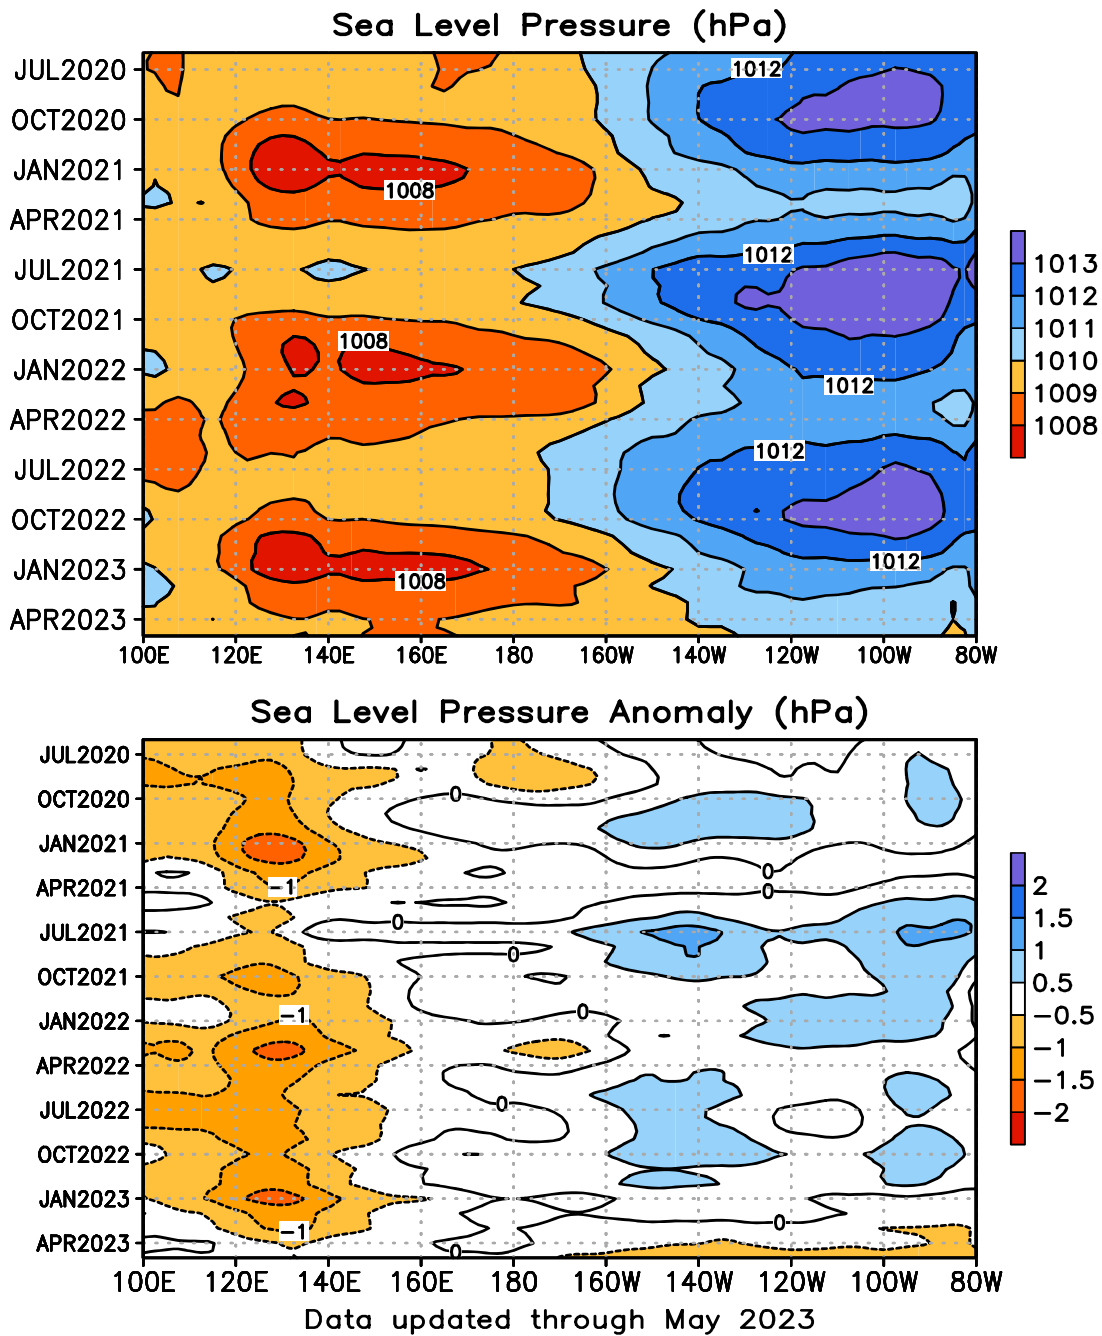 Sea Level Pressure (hPa)
JUL2020
OCT2020
JAN2021
APR2021
JUL2021
OCT2021
JAN2022
APR2022
JUL2022
OCT2022
JAN2023
APR2023
1012
1008
1012
1008
1012
1012
1012
1008
100E 120E 140E 160E 180 160W 140W 120W 100W 80W
1013
1012
1011
1010
1009
1008
Sea Level Pressure Anomaly (hPa)
JUL2020
OCT2020
JAN2021
APR2021
JUL2021
OCT2021
JAN2022
APR2022
JUL2022
OCT2022
JAN2023
APR2023
0
0
-1
0
0
0
-1
0
0
0
-1
0
100E 120E 140E 160E 180 160W 140W 120W 100W 80W
2
1.5
1
0.5
-0.5
-1
-1.5
-2
Data updated through May 2023